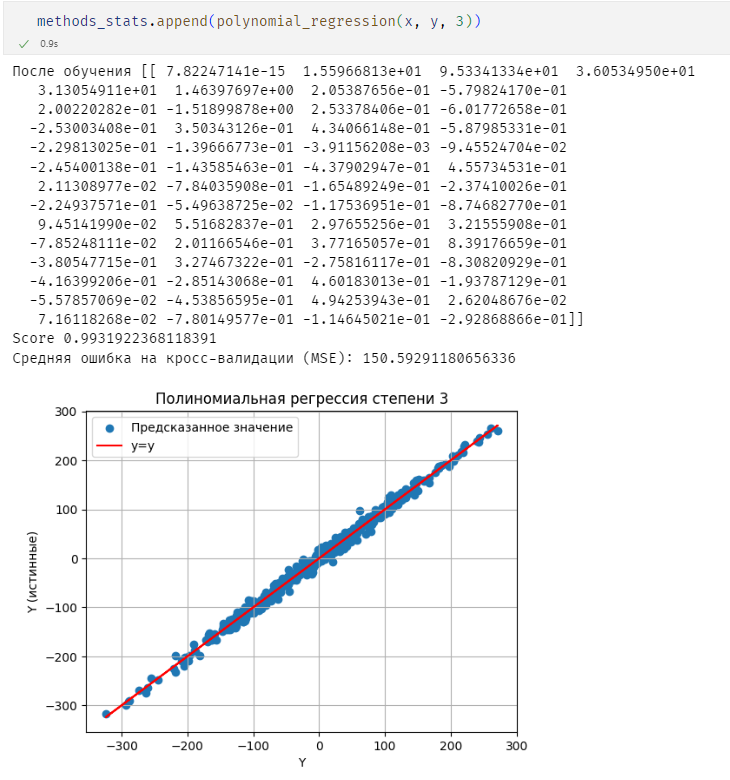 methods_stats.append(polynomial_regression(x, y, 3))
0.9s
После обучения [[ 7.82247141e-15  1.55966813e+01  9.53341334e+01  3.60534950e+01
   3.13054911e+01  1.46397697e+00  2.05387656e-01 -5.79824170e-01
   2.00220282e-01 -1.51899878e+00  2.53378406e-01 -6.01772658e-01
  -2.53003408e-01  3.50343126e-01  4.34066148e-01 -5.87985331e-01
  -2.29813025e-01 -1.39666773e-01 -3.91156208e-03 -9.45524704e-02
  -2.45400138e-01 -1.43585463e-01 -4.37902947e-01  4.55734531e-01
   2.11308977e-02 -7.84035908e-01 -1.65489249e-01 -2.37410026e-01
  -2.24937571e-01 -5.49638725e-02 -1.17536951e-01 -8.74682770e-01
   9.45141990e-02  5.51682837e-01  2.97655256e-01  3.21555908e-01
  -7.85248111e-02  2.01166546e-01  3.77165057e-01  8.39176659e-01
  -3.80547715e-01  3.27467322e-01 -2.75816117e-01 -8.30820929e-01
  -4.16399206e-01 -2.85143068e-01  4.60183013e-01 -1.93787129e-01
  -5.57857069e-02 -4.53856595e-01  4.94253941e-01  2.62048676e-02
   7.16118268e-02 -7.80149577e-01 -1.14645021e-01 -2.92868866e-01]]
Score 0.9931922368118391
Средняя ошибка на кросс-валидации (MSE): 150.59291180656336
Полиномиальная регрессия степени 3
Предсказанное значение
y=y
300
200
100
0
−100
−200
−300
Y (истинные)
−300 −200 −100 0 100 200 300
Y